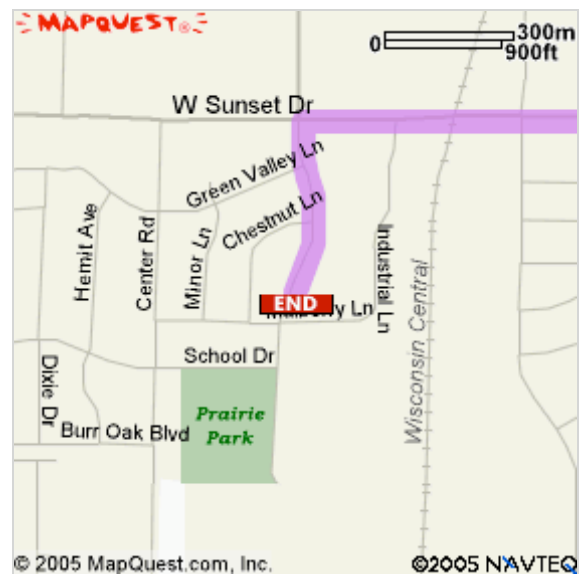 MAPQUEST
300m
0
900ft
W Sunset Dr
Green Valley Ln
Chestnut Ln
Hemit Ave
Center Rd
Minor Ln
Industrial Ln
END
Ln
School Dr
Wisconsin Central
Dixie Dr
Prairie
Park
Burr Oak Blvd
© 2005 MapQuest.com, Inc.
©2005 NAVTEQ